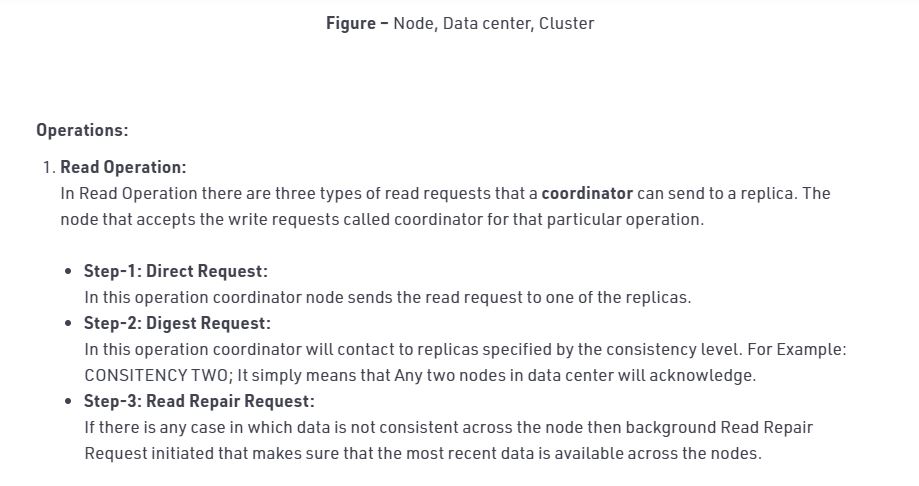 Figure – Node, Data center, Cluster
Operations:
1. Read Operation:
In Read Operation there are three types of read requests that a coordinator can send to a replica. The
node that accepts the write requests called coordinator for that particular operation.
• Step-1: Direct Request:
In this operation coordinator node sends the read request to one of the replicas.
• Step-2: Digest Request:
In this operation coordinator will contact to replicas specified by the consistency level. For Example:
CONSITENCY TWO; It simply means that Any two nodes in data center will acknowledge.
• Step-3: Read Repair Request:
If there is any case in which data is not consistent across the node then background Read Repair
Request initiated that makes sure that the most recent data is available across the nodes.